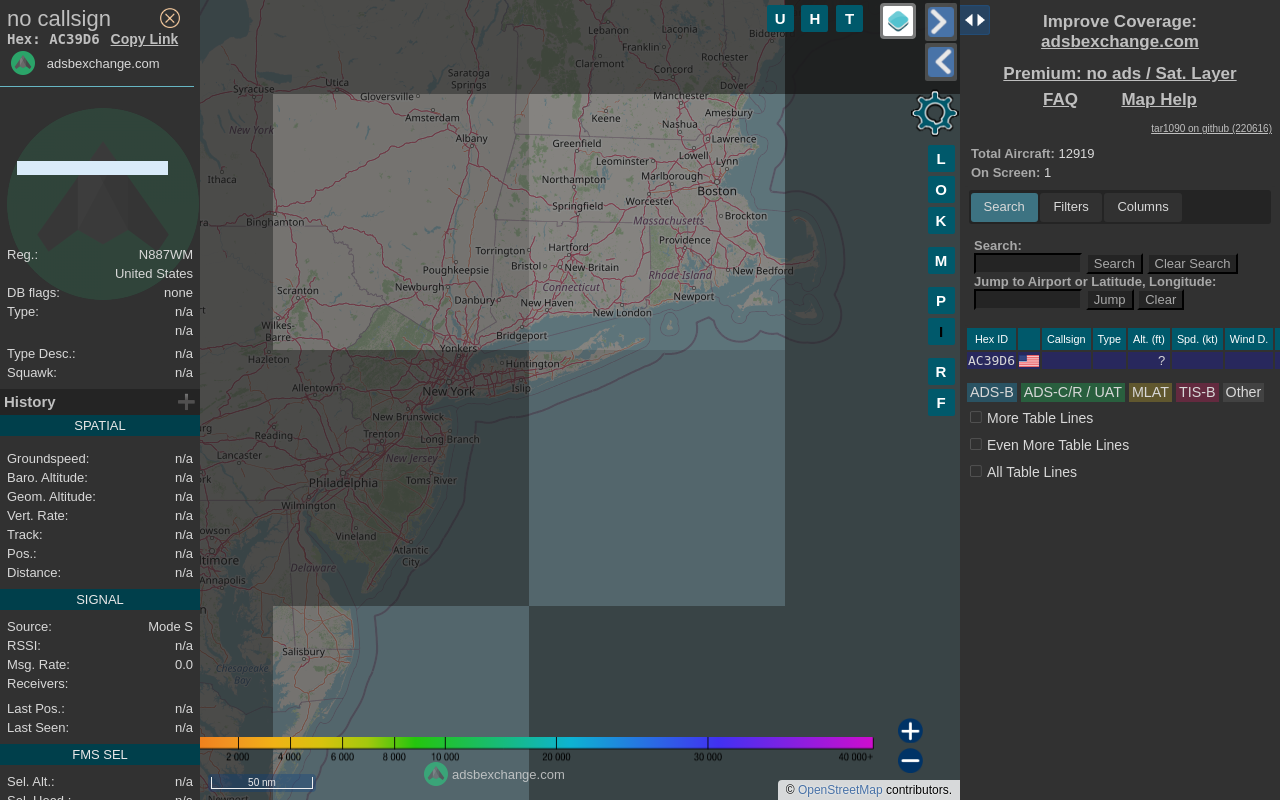 no callsign
Hex: AC39D6 Copy Link
adsbexchange.com
Reg.: N887WM
United States
DB flags: none
Type: n/a
n/a
Type Desc.: n/a
Squawk: n/a
History
SPATIAL
Groundspeed: n/a
Baro. Altitude: n/a
Geom. Altitude: n/a
Vert. Rate: n/a
Track: n/a
Pos.: n/a
Distance: n/a
SIGNAL
Source: Mode S
RSSI: n/a
Msg. Rate: 0.0
Receivers:
Last Pos.: n/a
Last Seen: n/a
FMS SEL
Sel. Alt.: n/a
U H T
Lebanon
Laconia
Franklin
Rochester
Claremont
Concord
Dover
Utica
Saratoga
Springs
Syracuse
Gloversville
Manchester
Amsterdam
Keene
Amesbury
Nashua
New York
Albany
Greenfield
Lawrence
Lowell
Leominster
Lynn
Ithaca
Northampton
Marlborough
Boston
Springfield
Worcester
Binghamton
Massachusetts
Brockton
Torrington
Hartford
Providence
Poughkeepsie
Bristol
New Britain
Rhode Island
New Bedford
Scranton
Newburgh
Danbury
Connecticut
New Haven
New London
Newport
Wilkes-
Barre
Bridgeport
Hazleton
Yonkers
Huntington
Allentown
New York
Islip
New Brunswick
Reading
Trenton
Long Branch
Lancaster
New Jersey
Philadelphia
Toms River
Wilmington
Vineland
Atlantic
City
Delaware
Annapolis
Salisbury
Chesapeake
Bay
L
O
K
M
P
I
R
F
2 000 4 000 6 000 8 000 10 000 20 000 30 000 40 000+
50 nm
adsbexchange.com
© OpenStreetMap contributors.
Improve Coverage:
adsbexchange.com
Premium: no ads / Sat. Layer
FAQ Map Help
tar1090 on github (220616)
Total Aircraft: 12919
On Screen: 1
Search Filters Columns
Search:
Search Clear Search
Jump to Airport or Latitude, Longitude:
Jump Clear
Hex ID Callsign Type Alt. (ft) Spd. (kt) Wind D.
AC39D6 ?
ADS-B ADS-C/R / UAT MLAT TIS-B Other
More Table Lines
Even More Table Lines
All Table Lines